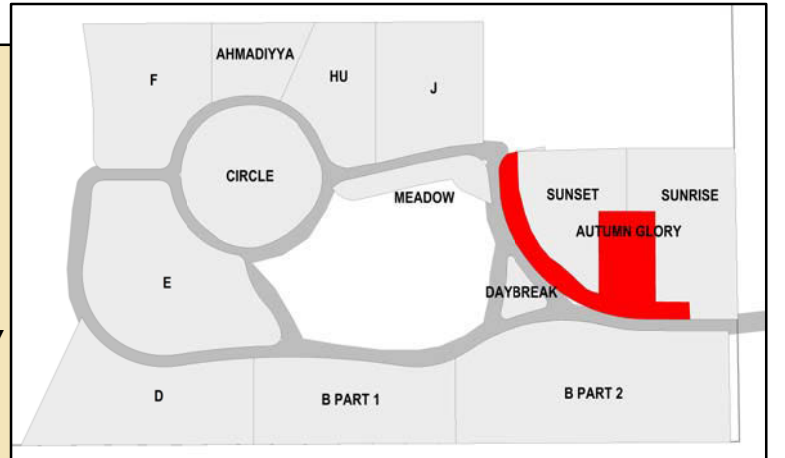 AHMADIYYA
F
HU
J
CIRCLE
MEADOW
SUNSET
SUNRISE
AUTUMN GLORY
E
DAYBREAK
D
B PART 1
B PART 2